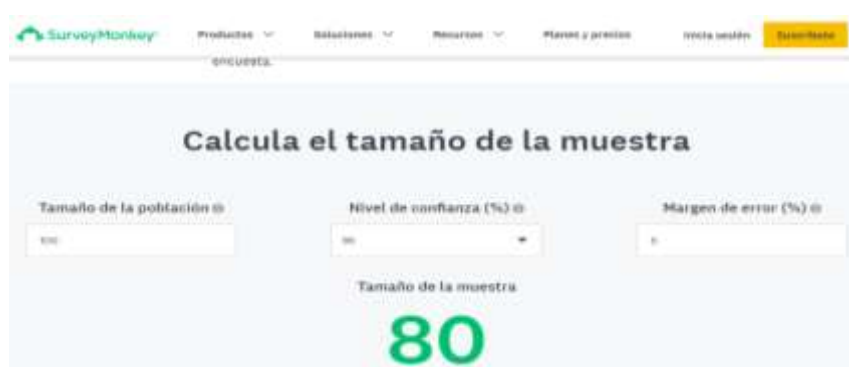 SurveyMonkey Productos Soluciones Recursos Planes y precios Inicia sesión Suscríbete
encuesta.
Calcula el tamaño de la muestra
Tamaño de la población Nivel de confianza (%) Margen de error (%)
Tamaño de la muestra
80